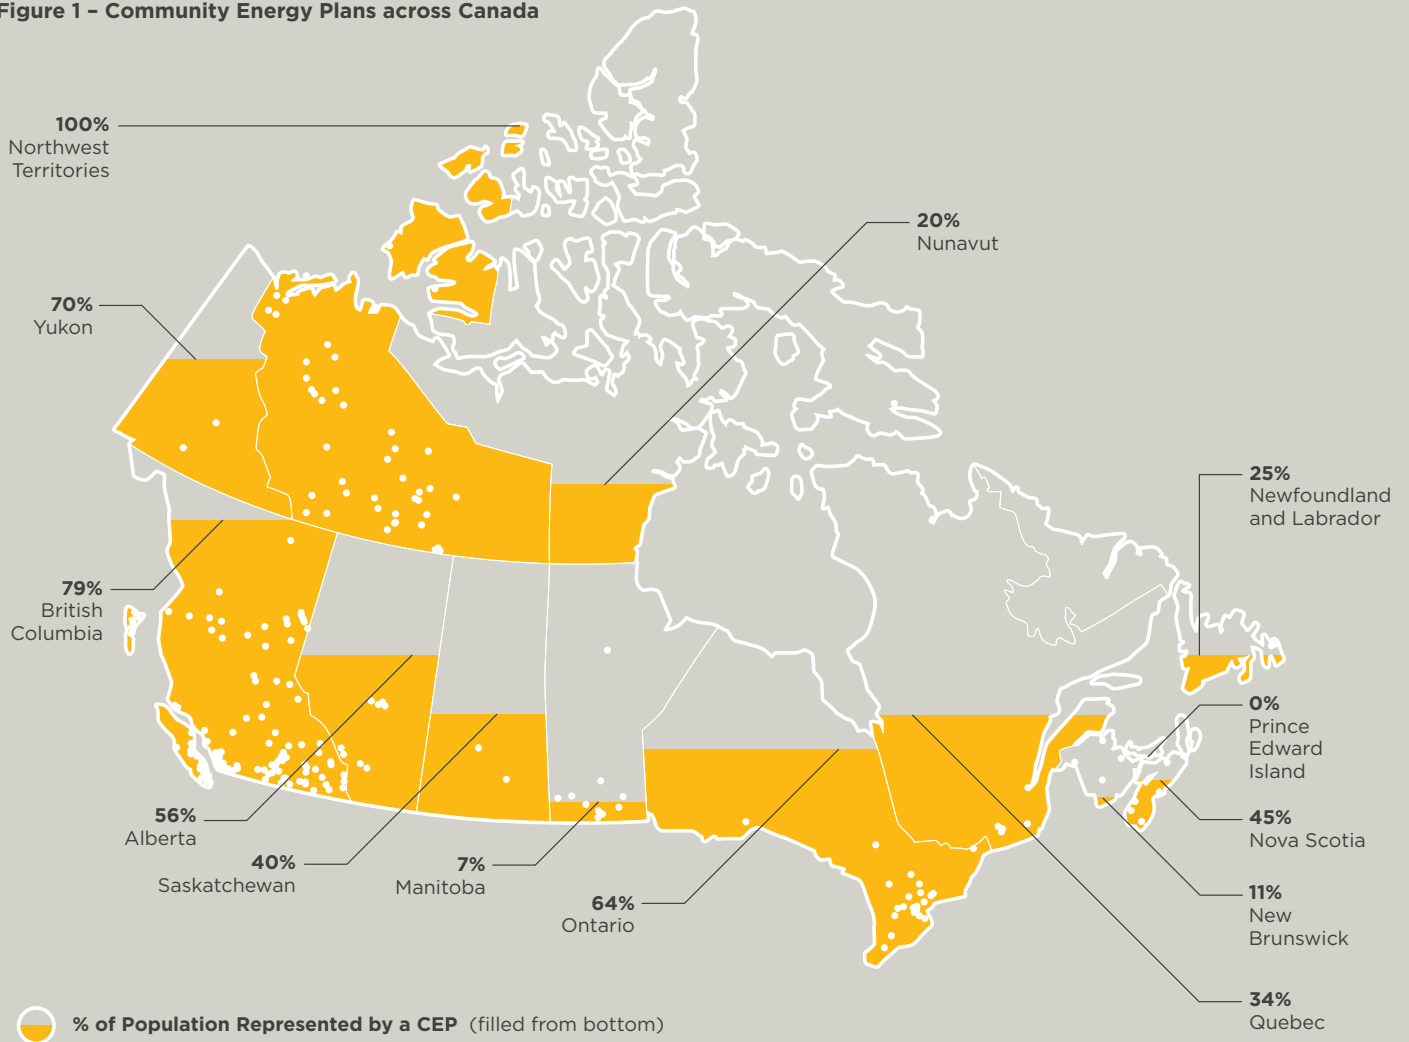 Figure 1 – Community Energy Plans across Canada
100%
Northwest
Territories
20%
Nunavut
70%
Yukon
25%
Newfoundland
and Labrador
79%
British
Columbia
0%
Prince
Edward
Island
56%
Alberta
45%
Nova Scotia
40%
Saskatchewan
7%
Manitoba
64%
Ontario
11%
New
Brunswick
34%
Quebec
% of Population Represented by a CEP (filled from bottom)